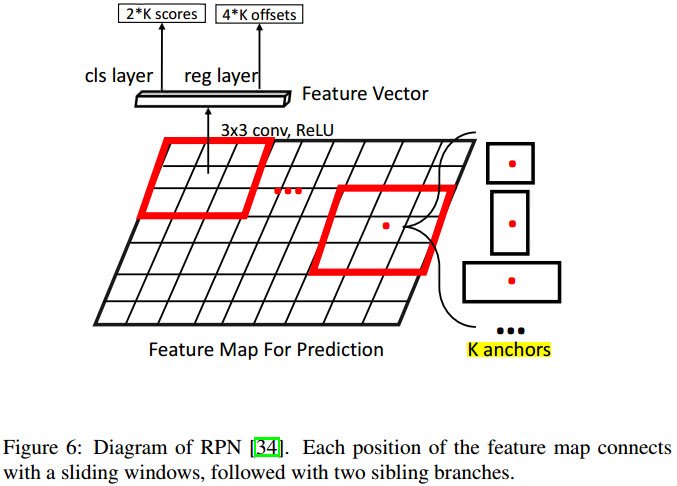 2*K scores
4*K offsets
cls layer
reg layer
Feature Vector
3x3 conv, ReLU
Feature Map For Prediction
K anchors
Figure 6: Diagram of RPN [34]. Each position of the feature map connects
with a sliding windows, followed with two sibling branches.